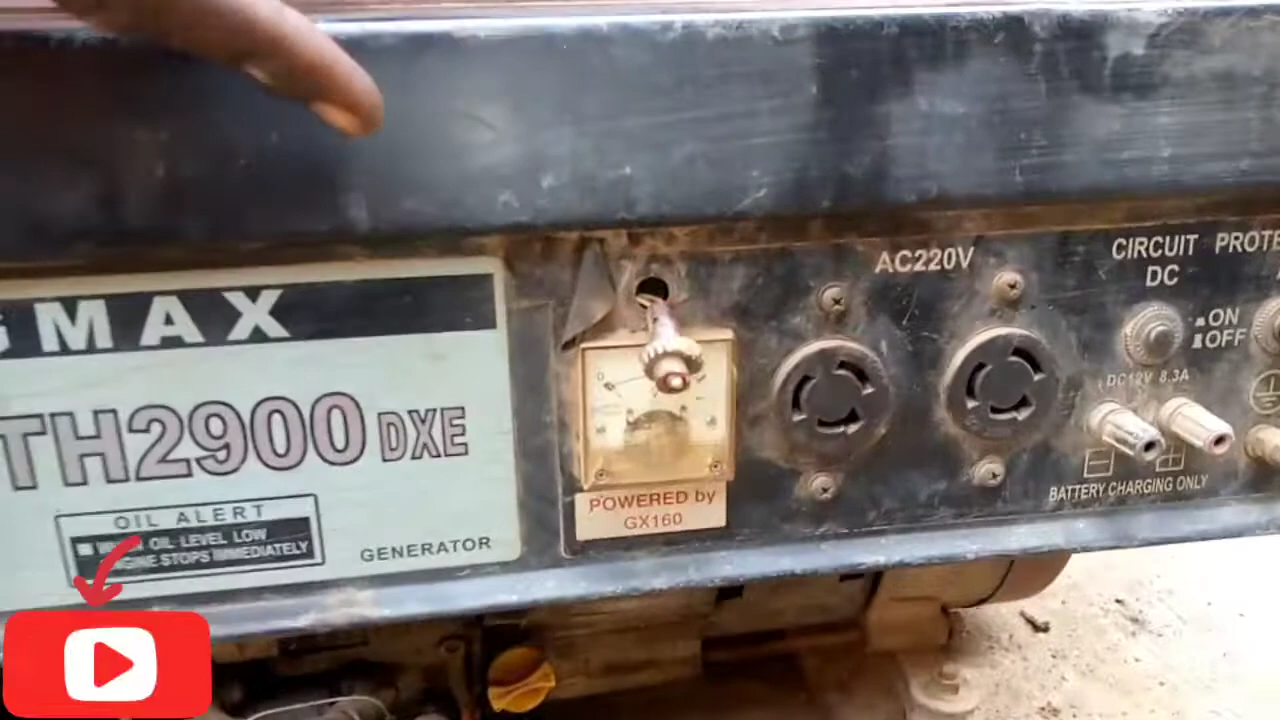 GMAX
TH2900 DXE
OIL ALERT
WHEN OIL LEVEL LOW
ENGINE STOPS IMMEDIATELY
GENERATOR
POWERED by
GX160
AC220V
CIRCUIT PROTE
DC
ON
OFF
DC12V 8.3A
BATTERY CHARGING ONLY